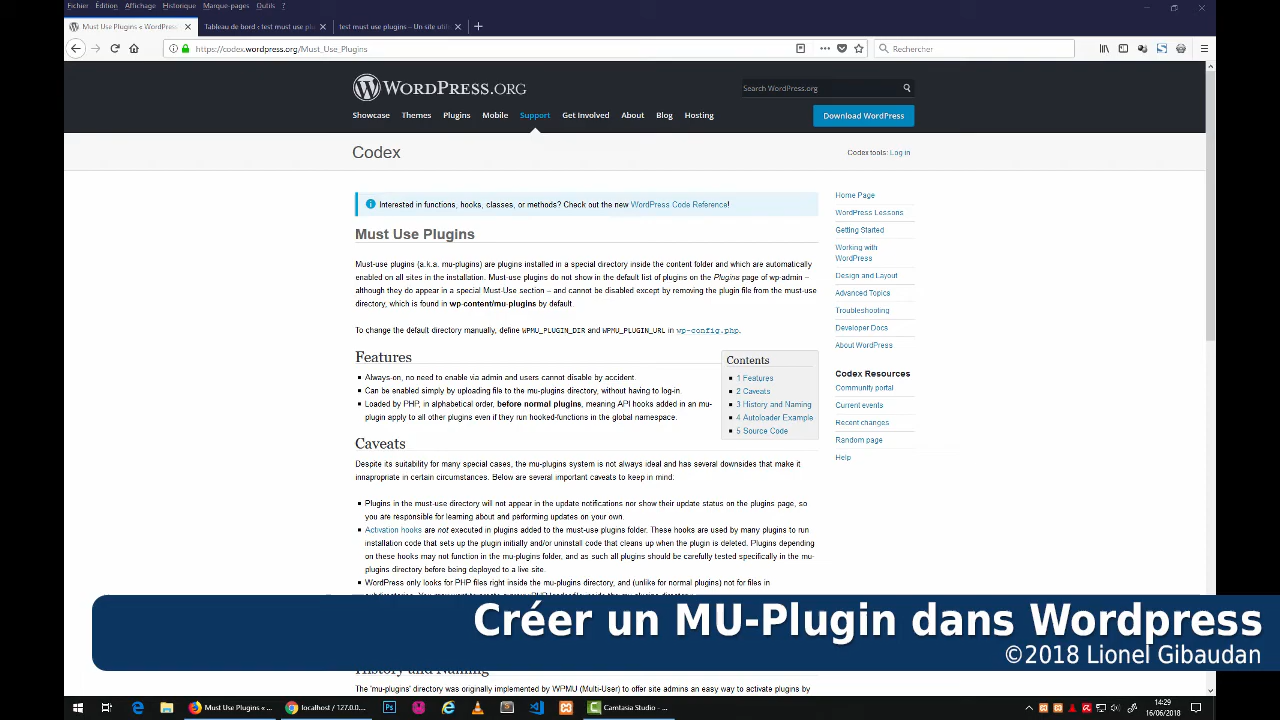 Fichier Édition Affichage Historique Marque-pages Outils ?
Must Use Plugins « WordPress Tableau de bord ‹ test must use pl test must use plugins – Un site util
https://codex.wordpress.org/Must_Use_Plugins Rechercher
WORDPRESS.ORG Search WordPress.org
Showcase Themes Plugins Mobile Support Get Involved About Blog Hosting Download WordPress
Codex Codex tools: Log in
Interested in functions, hooks, classes, or methods? Check out the new WordPress Code Reference!
Must Use Plugins
Must-use plugins (a.k.a. mu-plugins) are plugins installed in a special directory inside the content folder and which are automatically
enabled on all sites in the installation. Must-use plugins do not show in the default list of plugins on the Plugins page of wp-admin –
although they do appear in a special Must-Use section – and cannot be disabled except by removing the plugin file from the must-use
directory, which is found in wp-content/mu-plugins by default.
To change the default directory manually, define WPMU_PLUGIN_DIR and WPMU_PLUGIN_URL in wp-config.php.
Features
Always-on, no need to enable via admin and users cannot disable by accident.
Can be enabled simply by uploading file to the mu-plugins directory, without having to log-in.
Loaded by PHP, in alphabetical order, before normal plugins, meaning API hooks added in an mu-
plugin apply to all other plugins even if they run hooked-functions in the global namespace.
Contents
1 Features
2 Caveats
3 History and Naming
4 Autoloader Example
5 Source Code
Caveats
Despite its suitability for many special cases, the mu-plugins system is not always ideal and has several downsides that make it
innapropriate in certain circumstances. Below are several important caveats to keep in mind:
Plugins in the must-use directory will not appear in the update notifications nor show their update status on the plugins page, so
you are responsible for learning about and performing updates on your own.
Activation hooks are not executed in plugins added to the must-use plugins folder. These hooks are used by many plugins to run
installation code that sets up the plugin initially and/or uninstall code that cleans up when the plugin is deleted. Plugins depending
on these hooks may not function in the mu-plugins folder, and as such all plugins should be carefully tested specifically in the mu-
plugins directory before being deployed to a live site.
WordPress only looks for PHP files right inside the mu-plugins directory, and (unlike for normal plugins) not for files in
Home Page
WordPress Lessons
Getting Started
Working with
WordPress
Design and Layout
Advanced Topics
Troubleshooting
Developer Docs
About WordPress
Codex Resources
Community portal
Current events
Recent changes
Random page
Help
Créer un MU-Plugin dans Wordpress
©2018 Lionel Gibaudan
History and Naming
The 'mu-plugins' directory was originally implemented by WPMU (Multi-User) to offer site admins an easy way to activate plugins by
Must Use Plugins «... localhost / 127.0.0.... Camtasia Studio - ... 14:29
16/06/2018